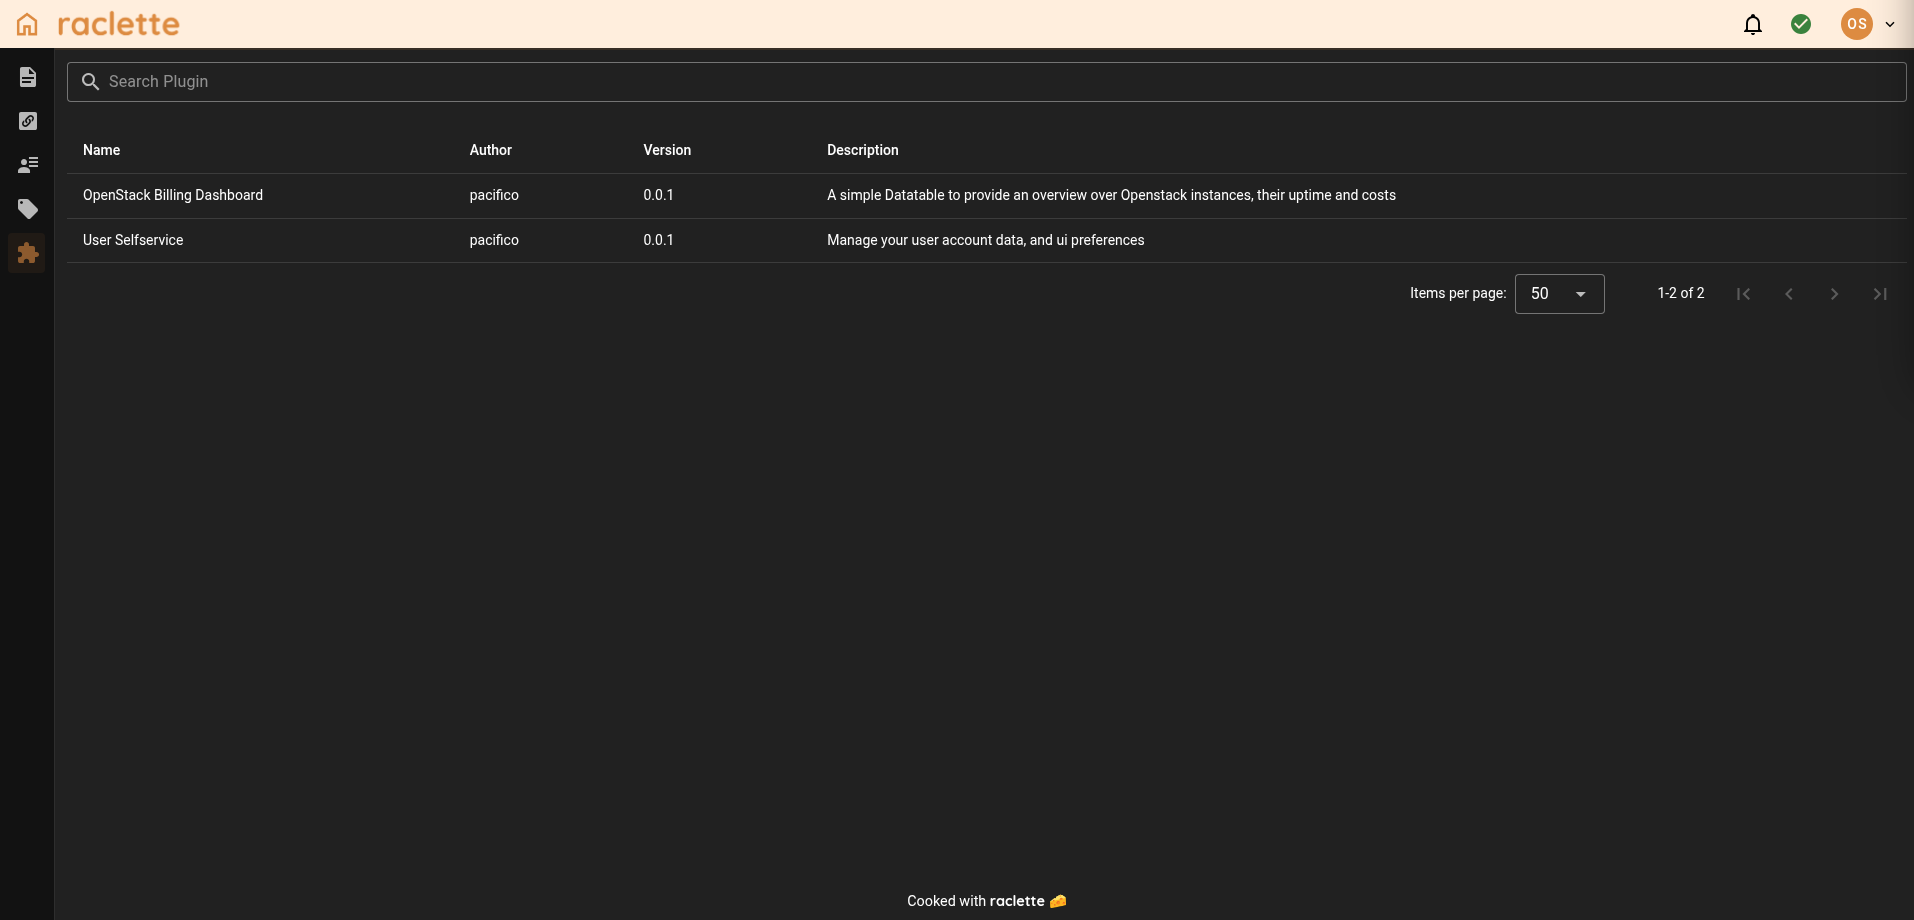 raclette
OS
Search Plugin
Name Author Version Description
OpenStack Billing Dashboard pacifico 0.0.1 A simple Datatable to provide an overview over Openstack instances, their uptime and costs
User Selfservice pacifico 0.0.1 Manage your user account data, and ui preferences
Items per page: 50 1-2 of 2
Cooked with raclette